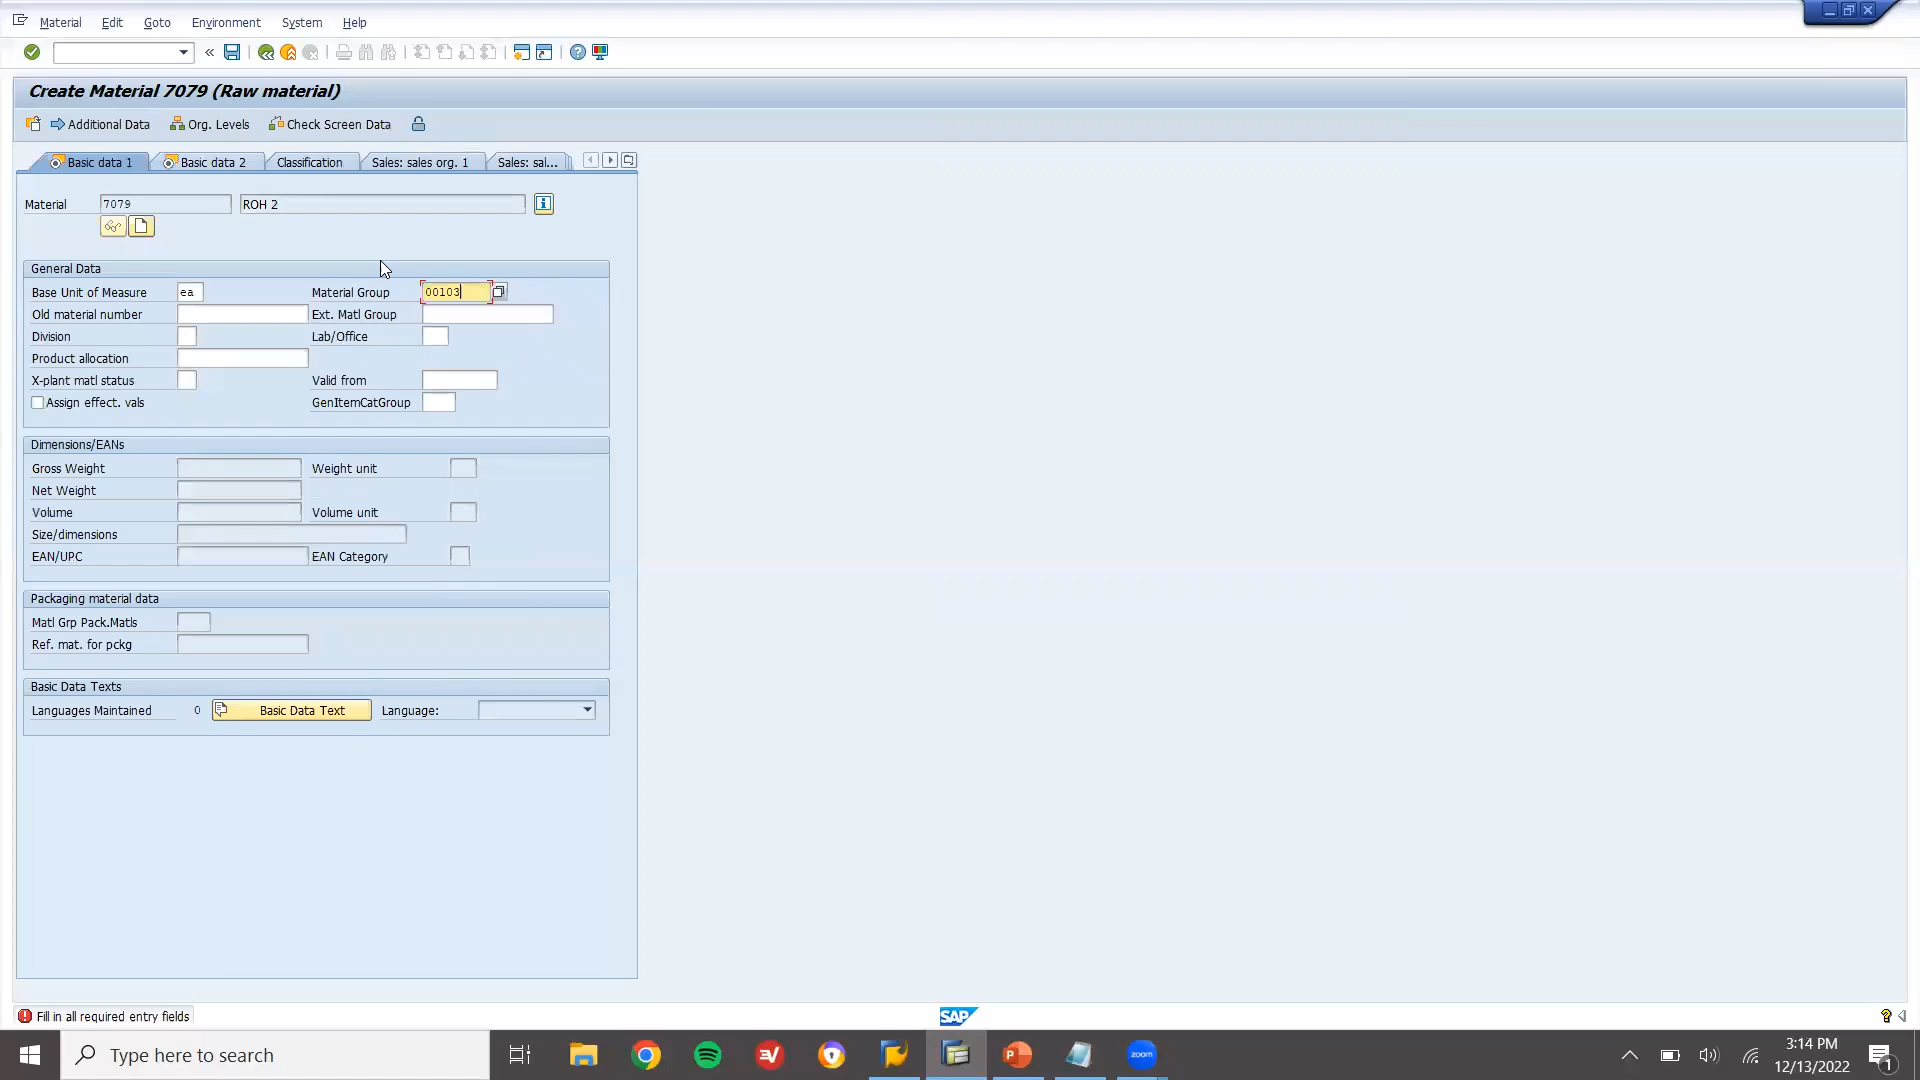 Material Edit Goto Environment System Help
Create Material 7079 (Raw material)
Additional Data Org. Levels Check Screen Data
Basic data 1 Basic data 2 Classification Sales: sales org. 1 Sales: sal...
Material 7079 ROH 2
General Data
Base Unit of Measure ea Material Group 00103
Old material number Ext. Matl Group
Division Lab/Office
Product allocation
X-plant matl status Valid from
Assign effect. vals GenItemCatGroup
Dimensions/EANs
Gross Weight Weight unit
Net Weight
Volume Volume unit
Size/dimensions
EAN/UPC EAN Category
Packaging material data
Matl Grp Pack.Matls
Ref. mat. for pckg
Basic Data Texts
Languages Maintained 0 Basic Data Text Language:
Fill in all required entry fields SAP
Type here to search zoom 3:14 PM
12/13/2022 1